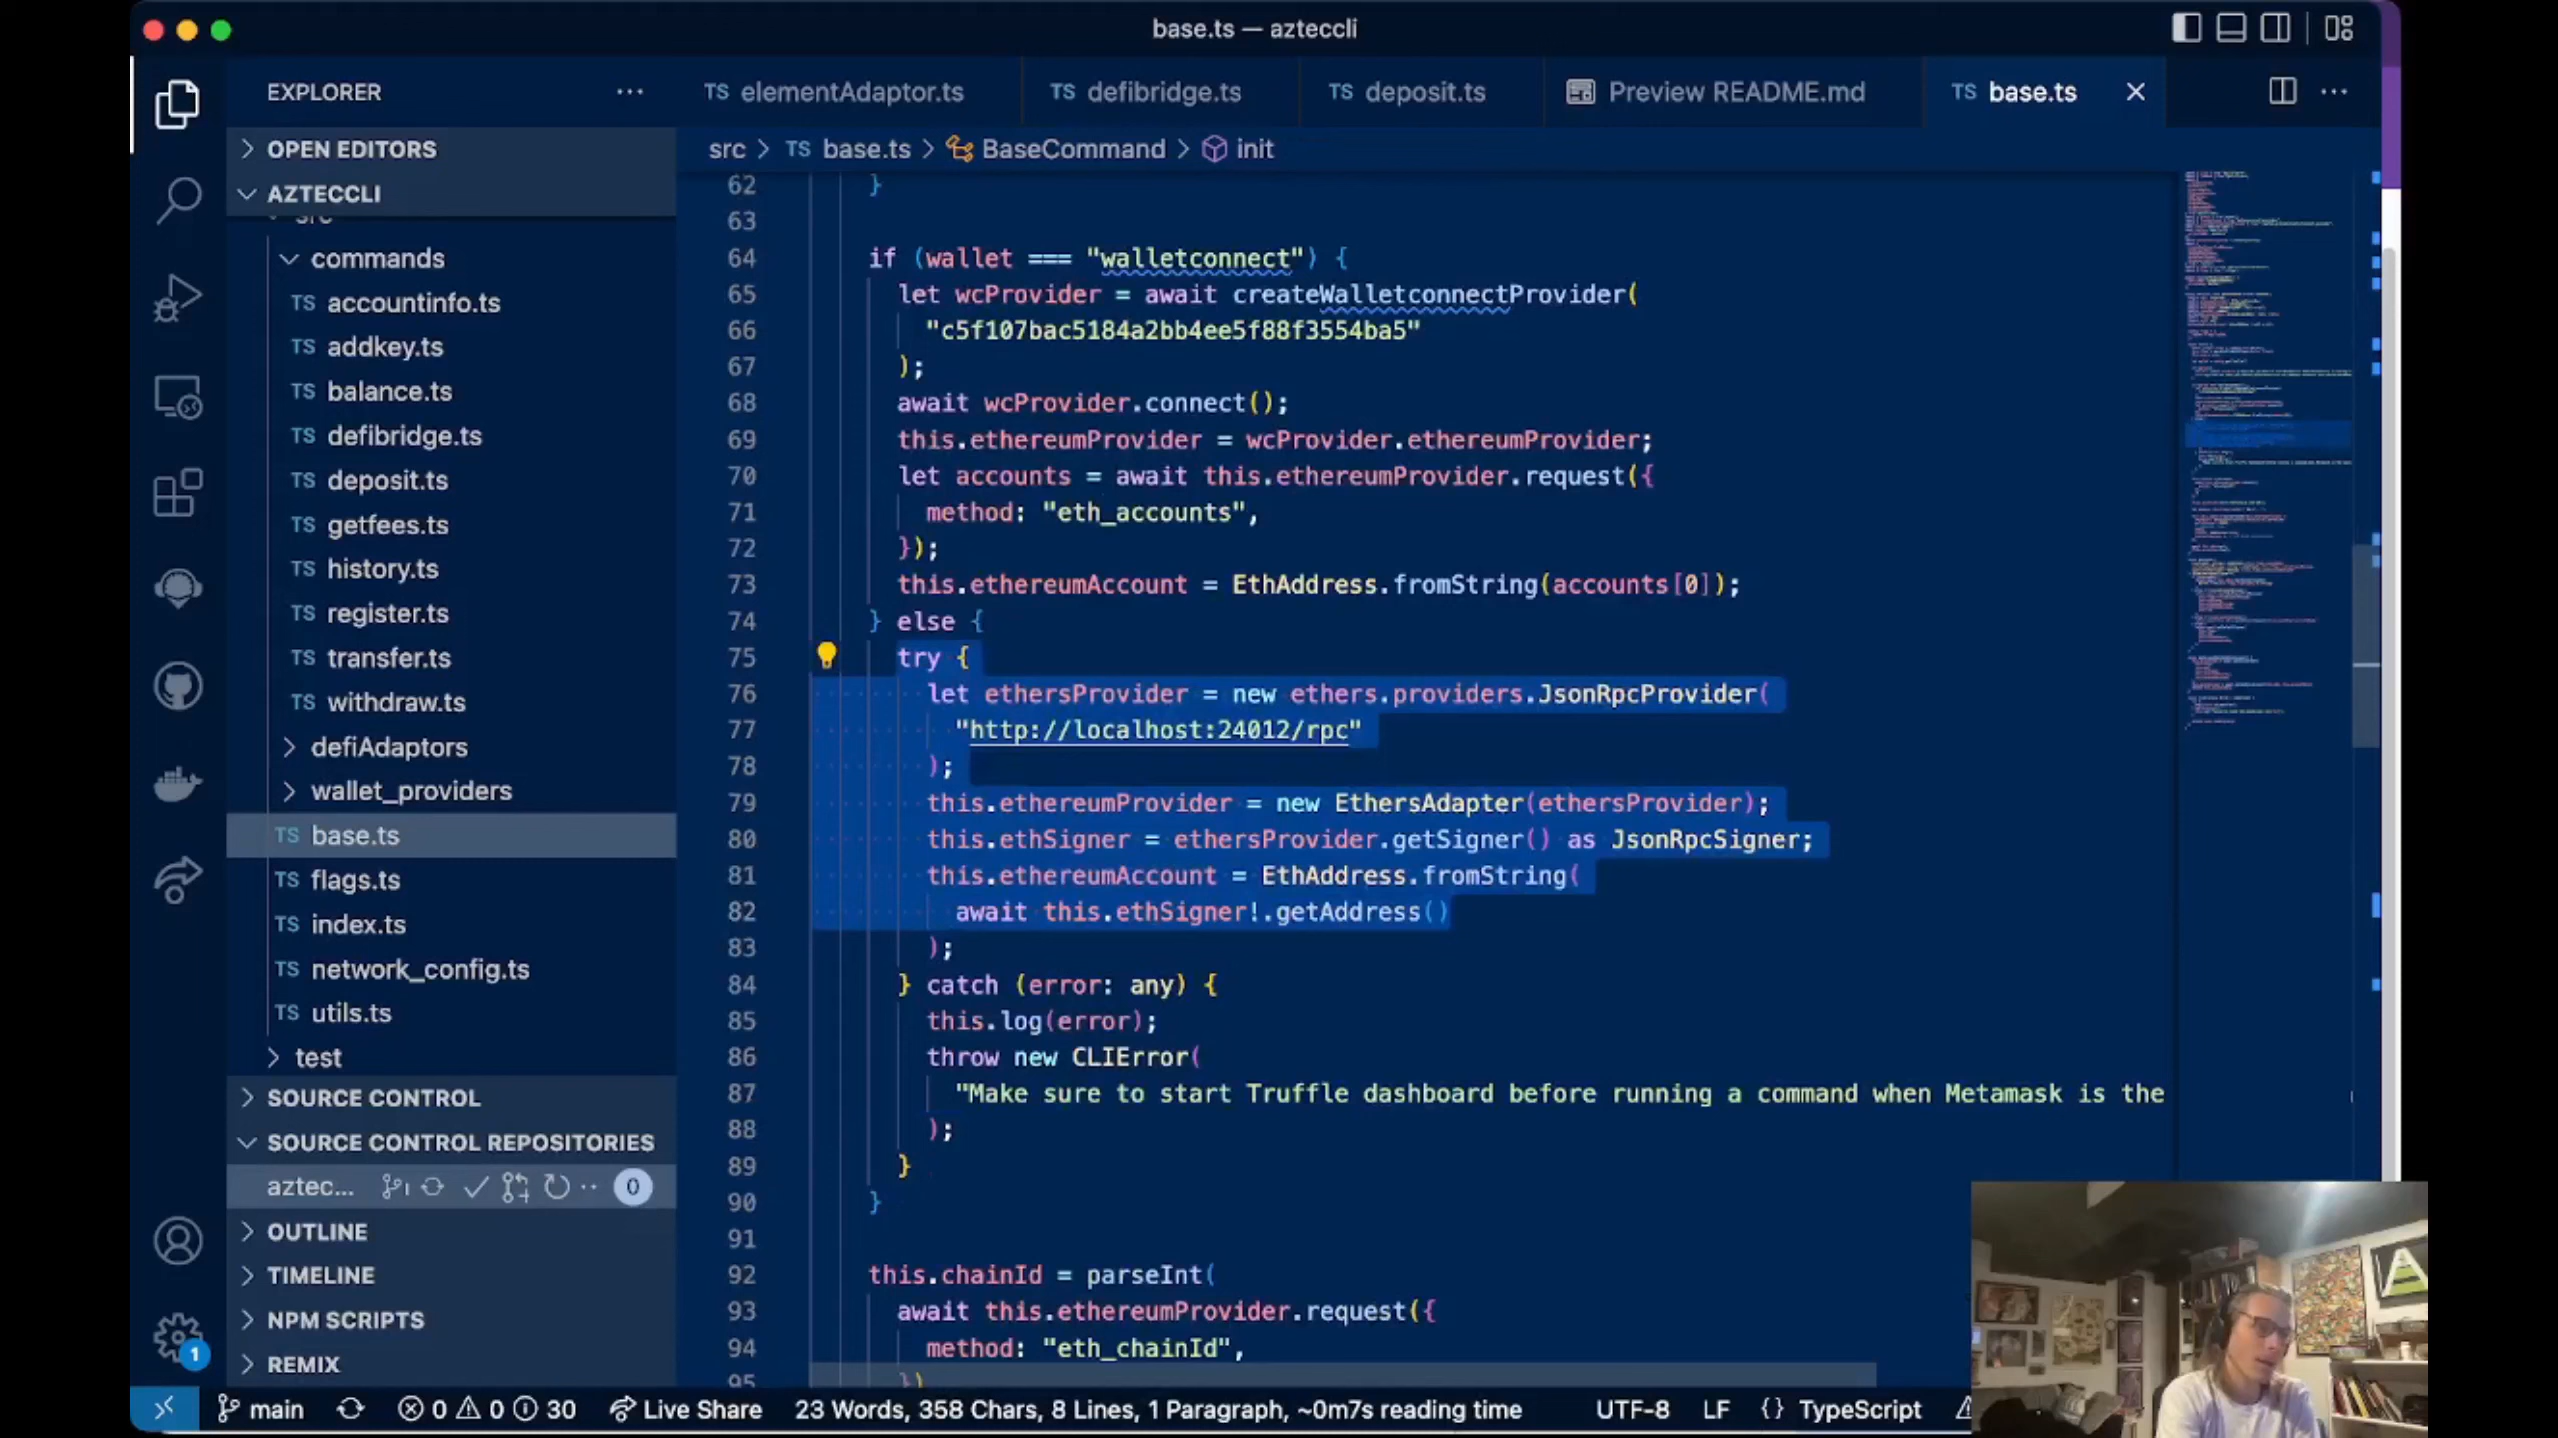 base.ts — azteccli
EXPLORER
OPEN EDITORS
AZTECCLI
src
commands
TS accountinfo.ts
TS addkey.ts
TS balance.ts
TS defibridge.ts
TS deposit.ts
TS getfees.ts
TS history.ts
TS register.ts
TS transfer.ts
TS withdraw.ts
defiAdaptors
wallet_providers
TS base.ts
TS flags.ts
TS index.ts
TS network_config.ts
TS utils.ts
test
SOURCE CONTROL
SOURCE CONTROL REPOSITORIES
aztec... 0
OUTLINE
TIMELINE
NPM SCRIPTS
REMIX
1
TS elementAdaptor.ts TS defibridge.ts TS deposit.ts Preview README.md TS base.ts
src > TS base.ts > BaseCommand > init
62 }
63
64 if (wallet === "walletconnect") {
65 let wcProvider = await createWalletconnectProvider(
66 "c5f107bac5184a2bb4ee5f88f3554ba5"
67 );
68 await wcProvider.connect();
69 this.ethereumProvider = wcProvider.ethereumProvider;
70 let accounts = await this.ethereumProvider.request({
71 method: "eth_accounts",
72 });
73 this.ethereumAccount = EthAddress.fromString(accounts[0]);
74 } else {
75 try {
76 let ethersProvider = new ethers.providers.JsonRpcProvider(
77 "http://localhost:24012/rpc"
78 );
79 this.ethereumProvider = new EthersAdapter(ethersProvider);
80 this.ethSigner = ethersProvider.getSigner() as JsonRpcSigner;
81 this.ethereumAccount = EthAddress.fromString(
82 await this.ethSigner!.getAddress()
83 );
84 } catch (error: any) {
85 this.log(error);
86 throw new CLIError(
87 "Make sure to start Truffle dashboard before running a command when Metamask is the
88 );
89 }
90 }
91
92 this.chainId = parseInt(
93 await this.ethereumProvider.request({
94 method: "eth_chainId",
95 })
main 0 0 30 Live Share 23 Words, 358 Chars, 8 Lines, 1 Paragraph, ~0m7s reading time UTF-8 LF {} TypeScript